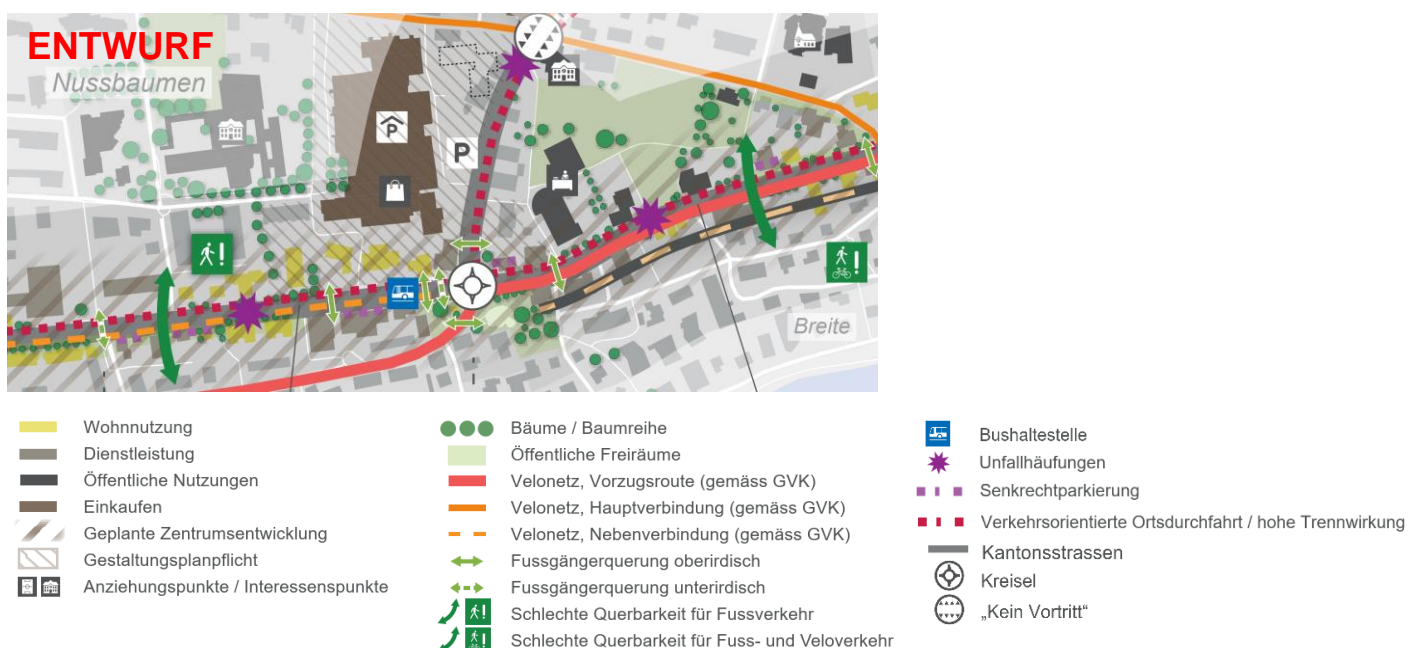 ENTWURF
Nussbaumen
P
P
Breite
Wohnnutzung
Dienstleistung
Öffentliche Nutzungen
Einkaufen
Geplante Zentrumsentwicklung
Gestaltungsplanpflicht
Anziehungspunkte / Interessenspunkte
Bäume / Baumreihe
Öffentliche Freiräume
Velonetz, Vorzugsroute (gemäss GVK)
Velonetz, Hauptverbindung (gemäss GVK)
Velonetz, Nebenverbindung (gemäss GVK)
Fussgängerquerung oberirdisch
Fussgängerquerung unterirdisch
Schlechte Querbarkeit für Fussverkehr
Schlechte Querbarkeit für Fuss- und Veloverkehr
Bushaltestelle
Unfallhäufungen
Senkrechtparkierung
Verkehrsorientierte Ortsdurchfahrt / hohe Trennwirkung
Kantonsstrassen
Kreisel
„Kein Vortritt“